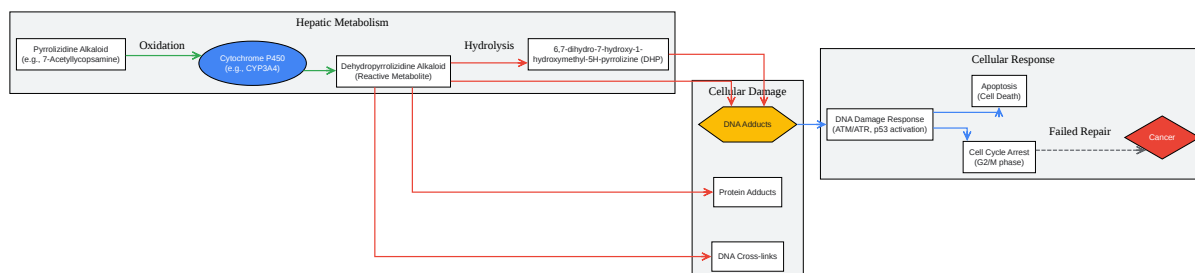 Hepatic Metabolism
Pyrrolizidine Alkaloid
(e.g., 7-Acetyllycopsamine)
Oxidation
Cytochrome P450
(e.g., CYP3A4)
Dehydropyrrolizidine Alkaloid
(Reactive Metabolite)
Hydrolysis
6,7-dihydro-7-hydroxy-1-
hydroxymethyl-5H-pyrrolizine (DHP)
Cellular Damage
DNA Adducts
Protein Adducts
DNA Cross-links
Cellular Response
DNA Damage Response
(ATM/ATR, p53 activation)
Apoptosis
(Cell Death)
Cell Cycle Arrest
(G2/M phase)
Failed Repair
Cancer